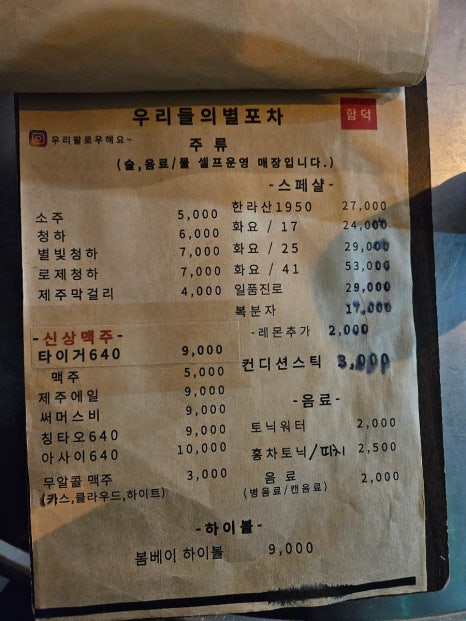 우리들의별포차
함덕
우리팔로우해요~
주 류
(술,음료/물 셀프운영 매장입니다.)
소주 5,000
청하 6,000
별빛청하 7,000
로제청하 7,000
제주막걸리 4,000
-신상맥주-
타이거640 9,000
맥주 5,000
제주에일 9,000
써머스비 9,000
칭타오640 9,000
아사이640 10,000
무알콜 맥주 3,000
(카스,클라우드,하이트)
-스페샬-
한라산1950 27,000
화요 / 17 24,000
화요 / 25 29,000
화요 / 41 53,000
일품진로 29,000
복분자 17,000
-레몬추가 2,000
컨디션스틱 3,000
-음료-
토닉워터 2,000
홍차토닉/피치 2,500
음 료 2,000
(병음료/캔음료)
-하이볼-
봄베이 하이볼 9,000